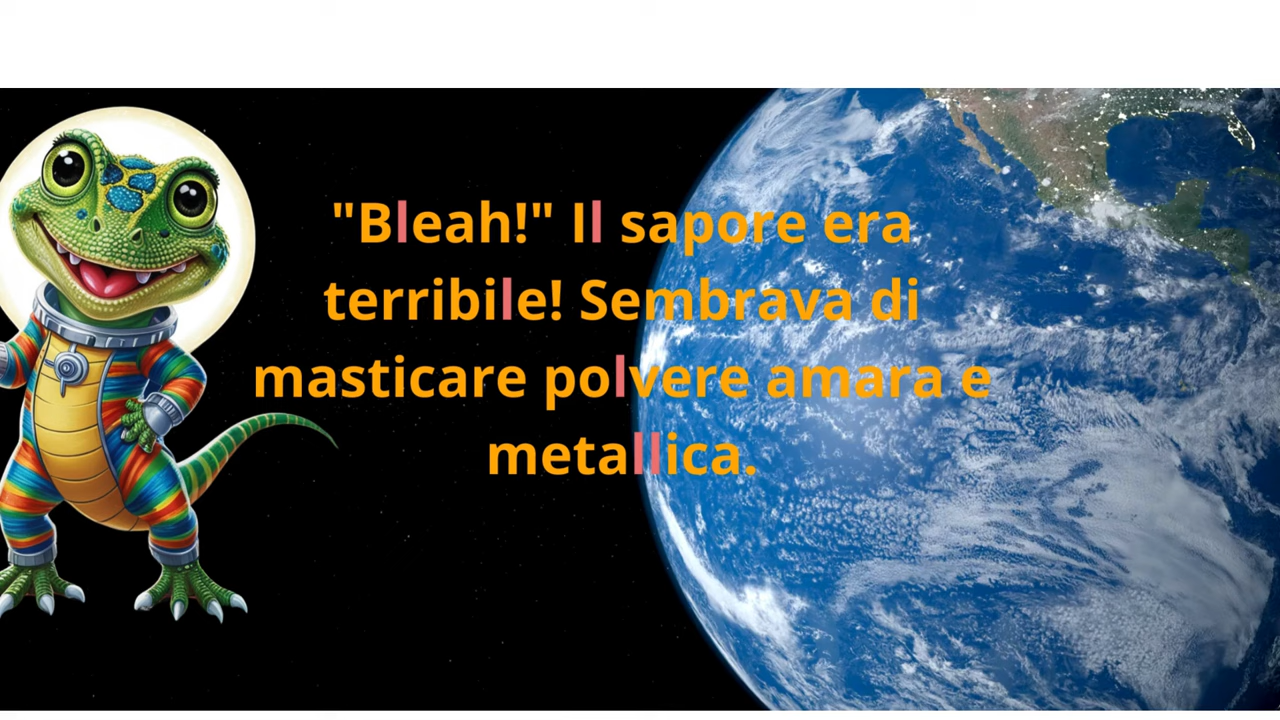 "Bleah!" Il sapore era
terribile! Sembrava di
masticare polvere amara e
metallica.